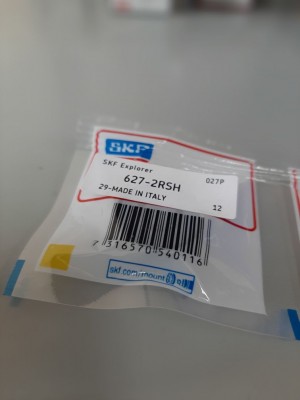 SKF
SKF Explorer
627-2RSH 027P
29-MADE IN ITALY 12
7 316570 540116
skf.com/mount